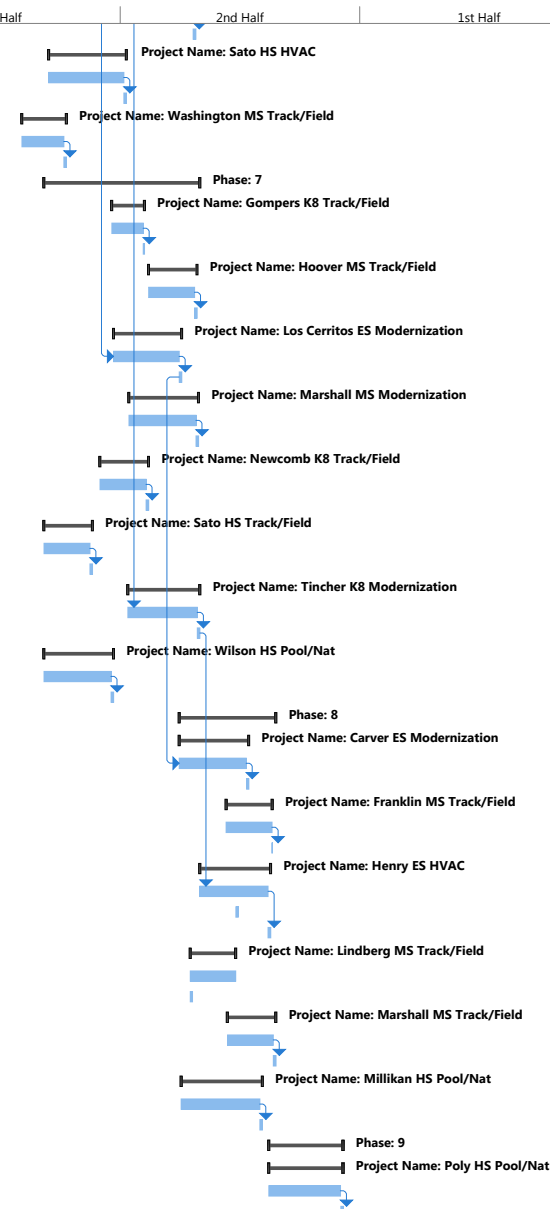 Half
2nd Half
1st Half
Project Name: Sato HS HVAC
Project Name: Washington MS Track/Field
Phase: 7
Project Name: Gompers K8 Track/Field
Project Name: Hoover MS Track/Field
Project Name: Los Cerritos ES Modernization
Project Name: Marshall MS Modernization
Project Name: Newcomb K8 Track/Field
Project Name: Sato HS Track/Field
Project Name: Tincher K8 Modernization
Project Name: Wilson HS Pool/Nat
Phase: 8
Project Name: Carver ES Modernization
Project Name: Franklin MS Track/Field
Project Name: Henry ES HVAC
Project Name: Lindberg MS Track/Field
Project Name: Marshall MS Track/Field
Project Name: Millikan HS Pool/Nat
Phase: 9
Project Name: Poly HS Pool/Nat